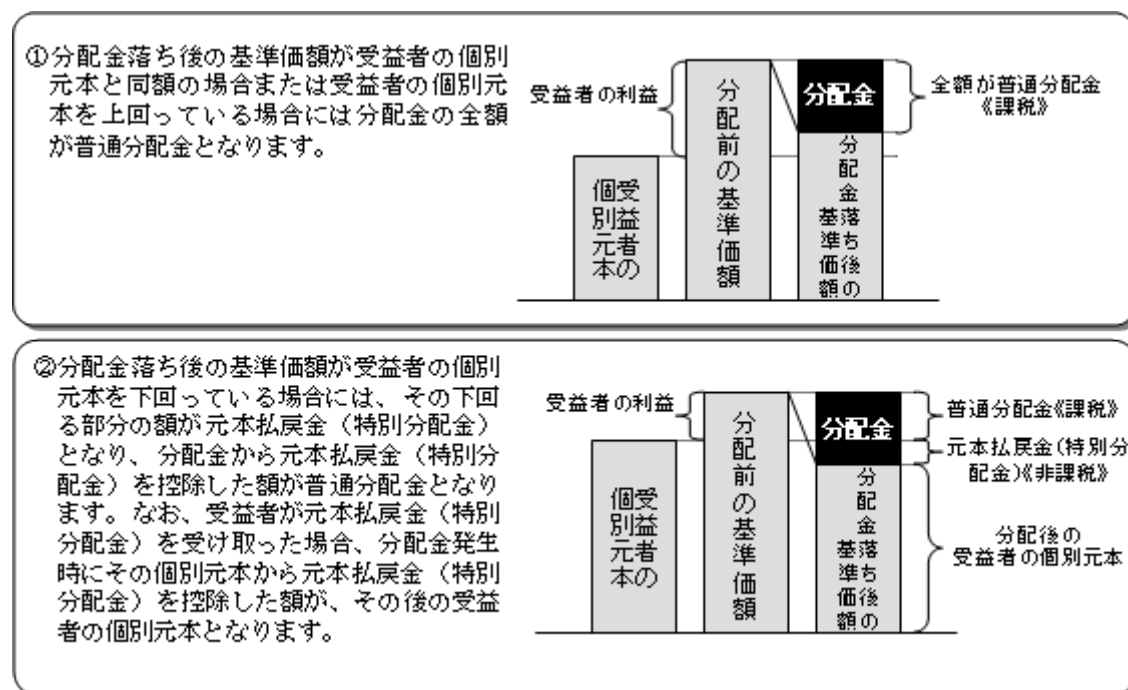 ①分配金落ち後の基準価額が受益者の個別
元本と同額の場合または受益者の個別元
本を上回っている場合には分配金の全額
が普通分配金となります。
受益者の利益
受益者の
個別元本
分配前の基準価額
分配金
分配金落ち後の
基準価額
全額が普通分配金
《課税》
②分配金落ち後の基準価額が受益者の個別
元本を下回っている場合には、その下回
る部分の額が元本払戻金（特別分配金）
となり、分配金から元本払戻金（特別分
配金）を控除した額が普通分配金となり
ます。なお、受益者が元本払戻金（特別
分配金）を受け取った場合、分配金発生
時にその個別元本から元本払戻金（特別
分配金）を控除した額が、その後の受益
者の個別元本となります。
受益者の利益
受益者の
個別元本
分配前の基準価額
分配金
分配金落ち後の
基準価額
普通分配金《課税》
元本払戻金(特別分
配金)《非課税》
分配後の
受益者の個別元本